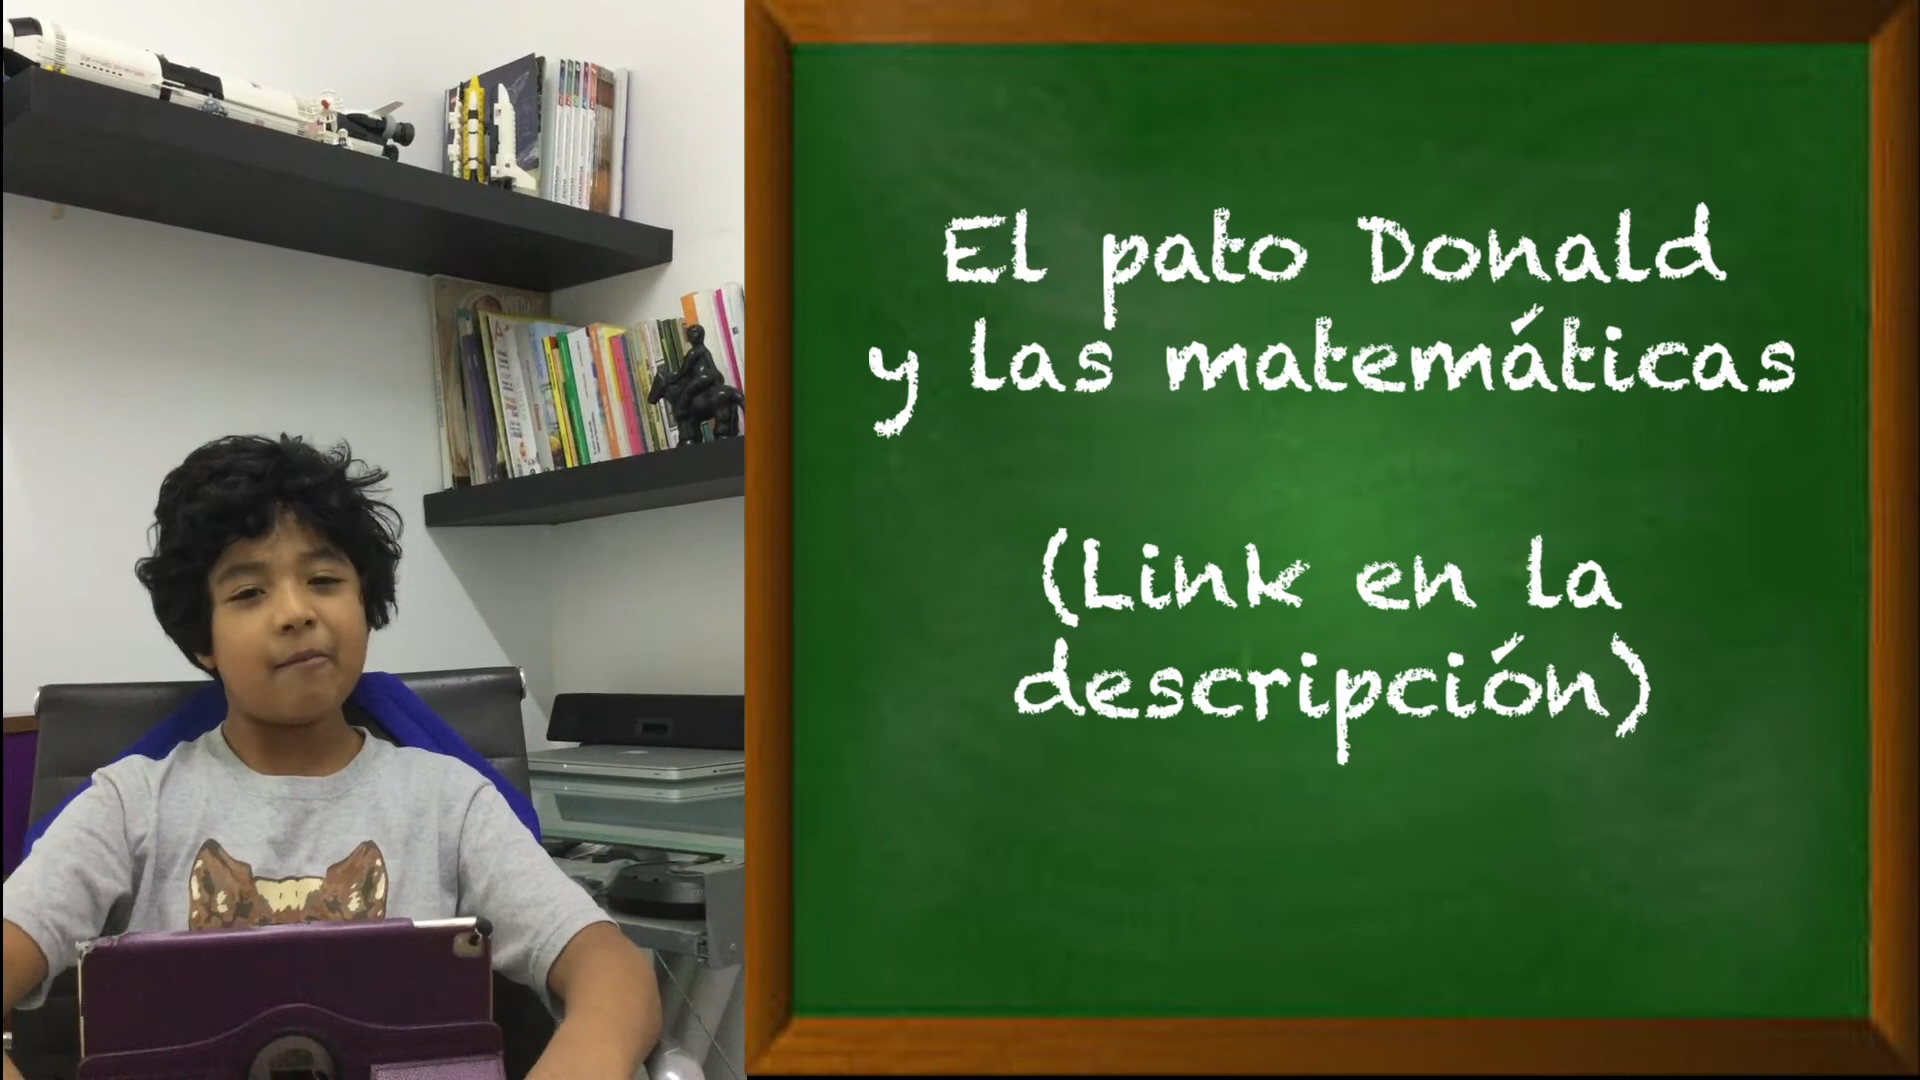 El pato Donald
y las matemáticas
(Link en la
descripción)